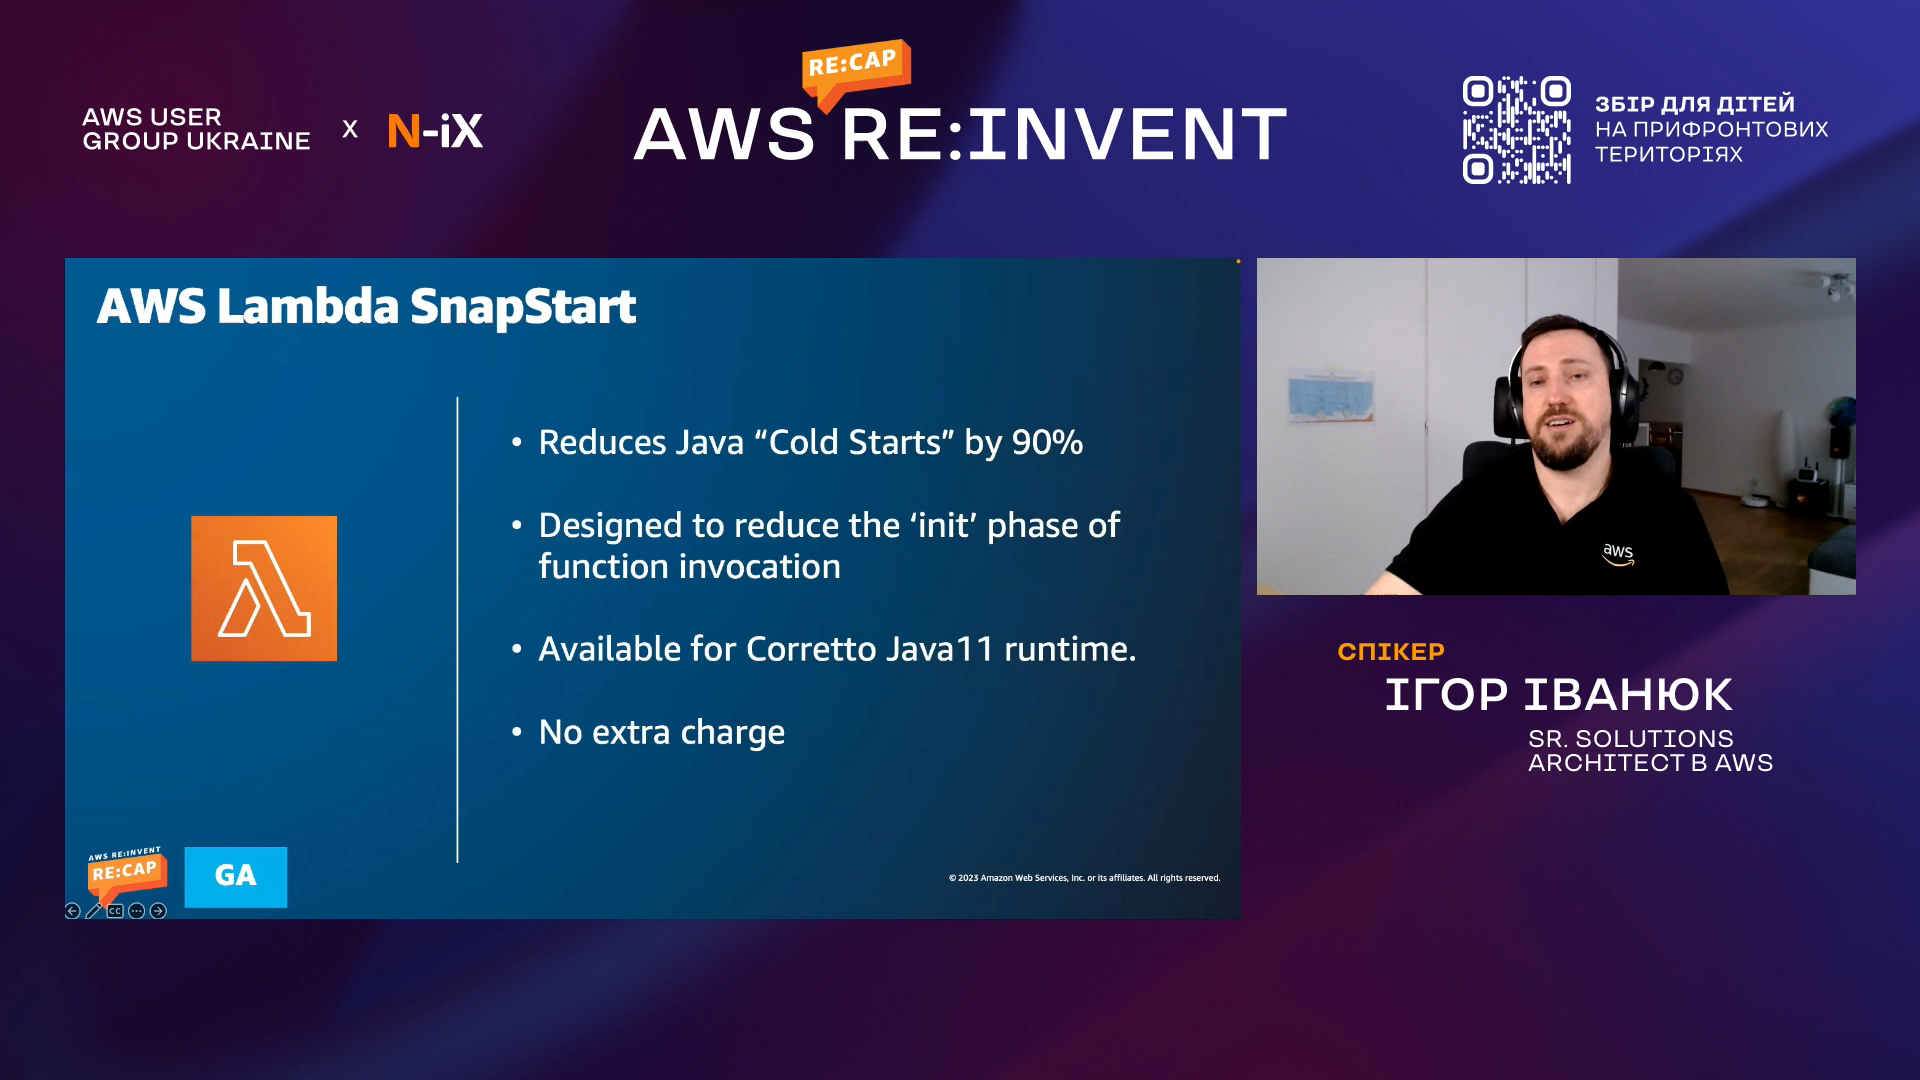 AWS USER
GROUP UKRAINE
X
N-iX
RE:CAP
AWS RE:INVENT
ЗБІР ДЛЯ ДІТЕЙ
НА ПРИФРОНТОВИХ
ТЕРИТОРІЯХ
AWS Lambda SnapStart
• Reduces Java “Cold Starts” by 90%
• Designed to reduce the ‘init’ phase of
function invocation
• Available for Corretto Java11 runtime.
• No extra charge
AWS RE:INVENT
RE:CAP
GA
CC
© 2023 Amazon Web Services, Inc. or its affiliates. All rights reserved.
aws
СПІКЕР
ІГОР ІВАНЮК
SR. SOLUTIONS
ARCHITECT В AWS